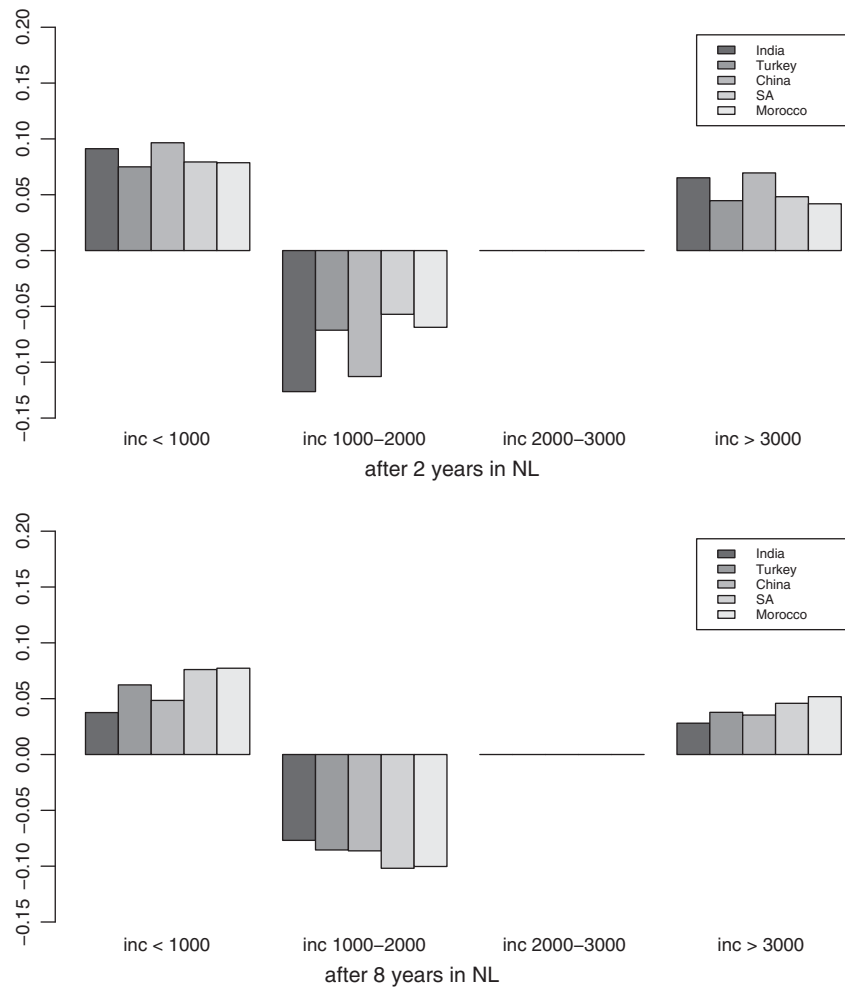 0.20
0.15
0.10
0.05
0.00
−0.05
−0.10
−0.15
India
Turkey
China
SA
Morocco
inc < 1000
inc 1000−2000
inc 2000−3000
inc > 3000
after 2 years in NL
0.20
0.15
0.10
0.05
0.00
−0.05
−0.10
−0.15
India
Turkey
China
SA
Morocco
inc < 1000
inc 1000−2000
inc 2000−3000
inc > 3000
after 8 years in NL